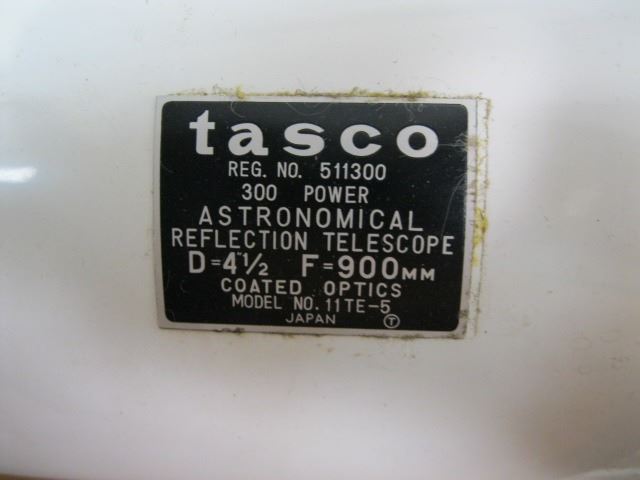 tasco
REG. NO. 511300
300 POWER
ASTRONOMICAL
REFLECTION TELESCOPE
D=4½" F=900MM
COATED OPTICS
MODEL NO. 11TE-5
JAPAN Ⓣ